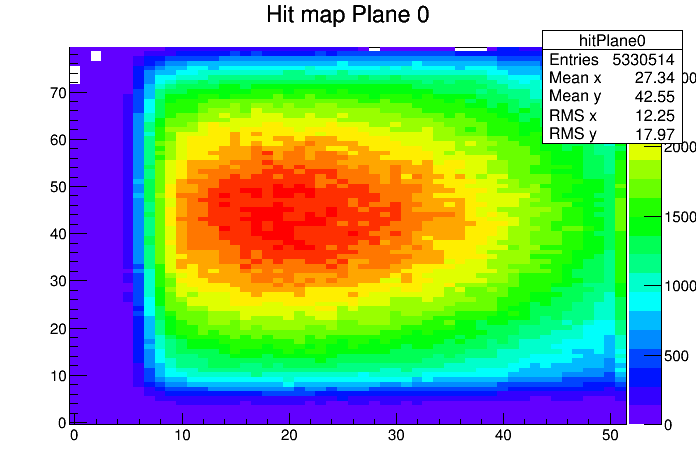 Hit map Plane 0
hitPlane0
Entries 5330514
Mean x 27.34
Mean y 42.55
RMS x 12.25
RMS y 17.97
70
60
50
40
30
20
10
0
0 10 20 30 40 50
2000
1500
1000
500
0